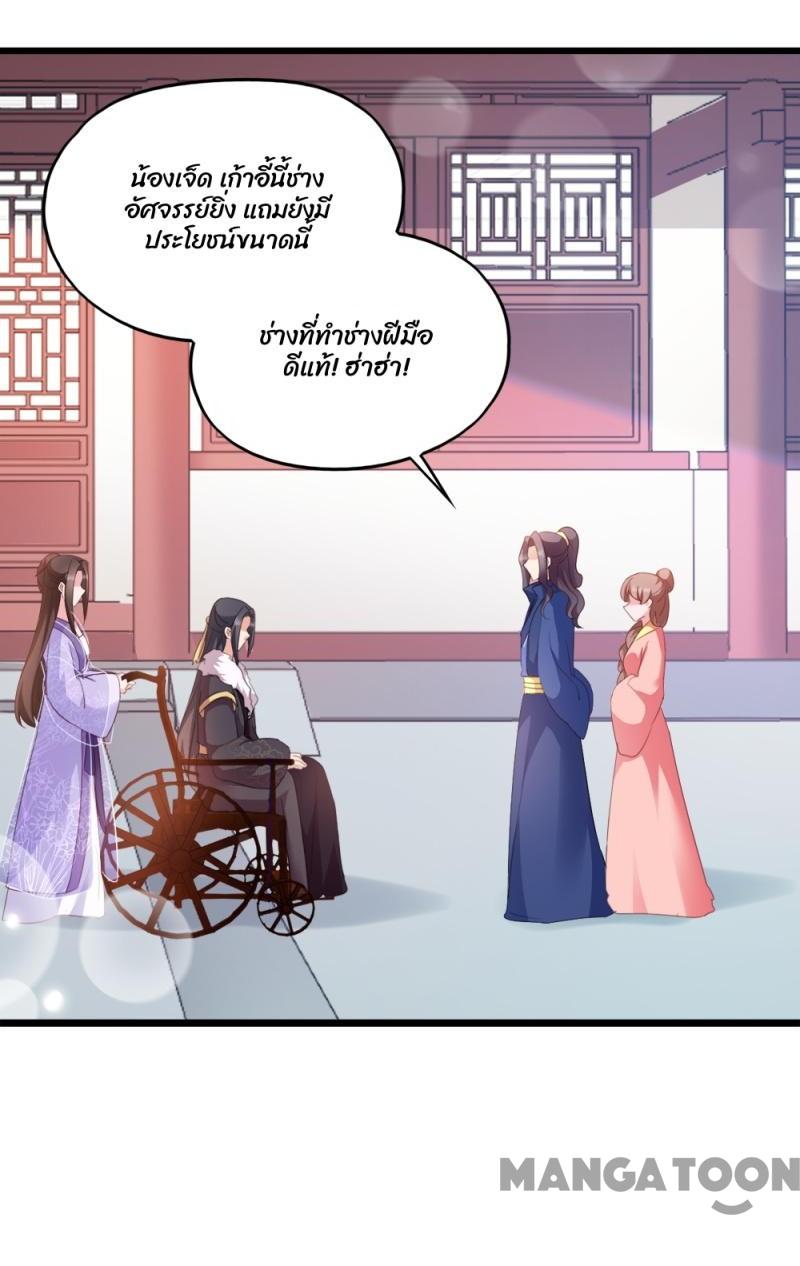 น้องเจ็ด เก้าอี้นี้ช่าง
อัศจรรย์ยิ่ง แถมยังมี
ประโยชน์ขนาดนี้
ช่างที่ทำช่างฝีมือ
ดีแท้! ฮ่าฮ่า!
MANGATOON